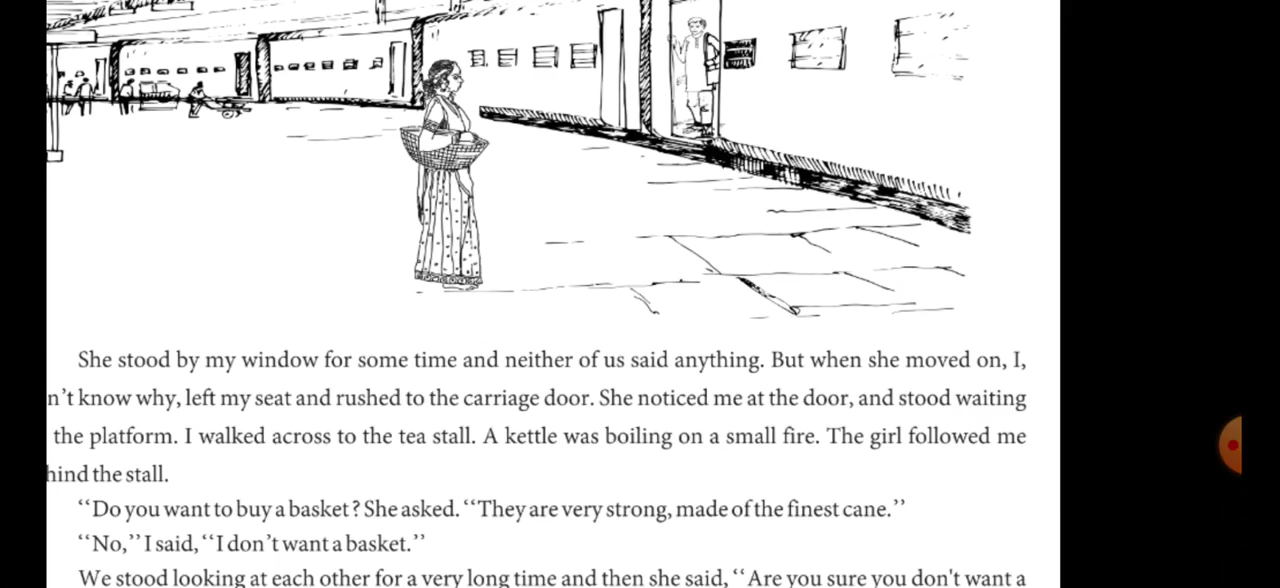 She stood by my window for some time and neither of us said anything. But when she moved on, I,
n't know why, left my seat and rushed to the carriage door. She noticed me at the door, and stood waiting
the platform. I walked across to the tea stall. A kettle was boiling on a small fire. The girl followed me
hind the stall.
‘‘Do you want to buy a basket? She asked. ‘‘They are very strong, made of the finest cane.’’
‘‘No,’’ I said, ‘‘I don’t want a basket.’’
We stood looking at each other for a very long time and then she said, ‘‘Are you sure you don't want a